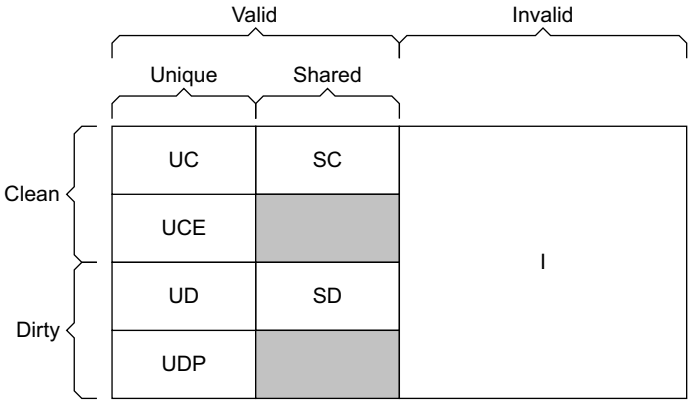 Valid Invalid
Unique Shared
UC SC
Clean
UCE
I
UD SD
Dirty
UDP